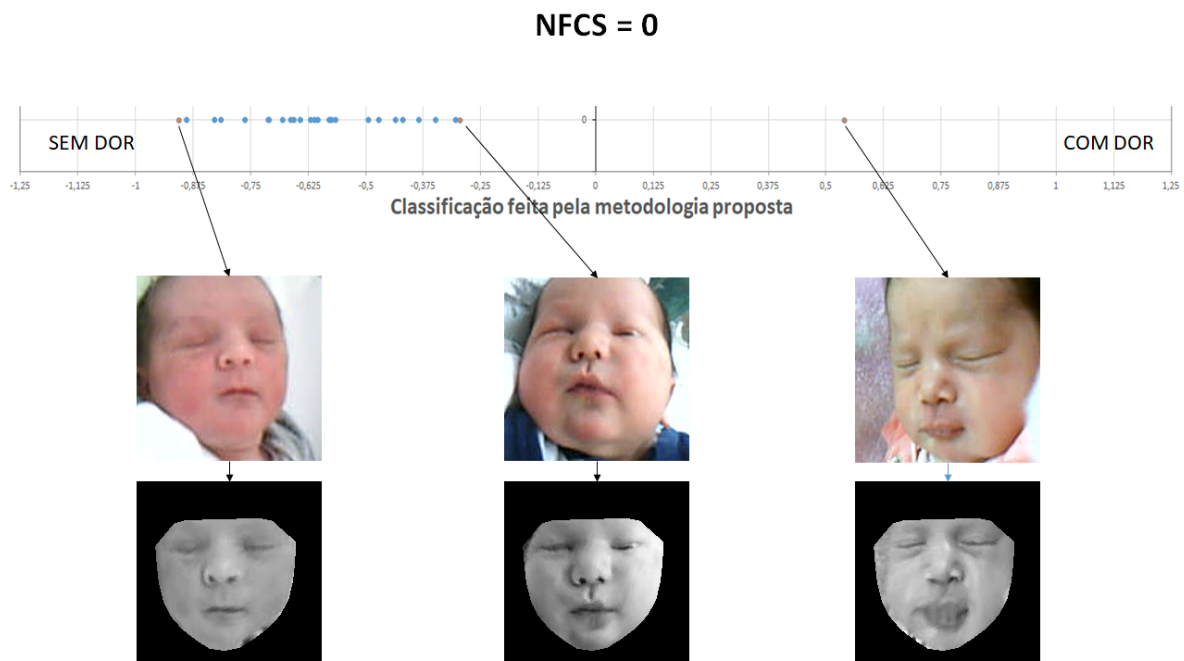 NFCS = 0
0
SEM DOR
COM DOR
-1,25 -1,125 -1 -0,875 -0,75 -0,625 -0,5 -0,375 -0,25 -0,125 0 0,125 0,25 0,375 0,5 0,625 0,75 0,875 1 1,125 1,25
Classificação feita pela metodologia proposta